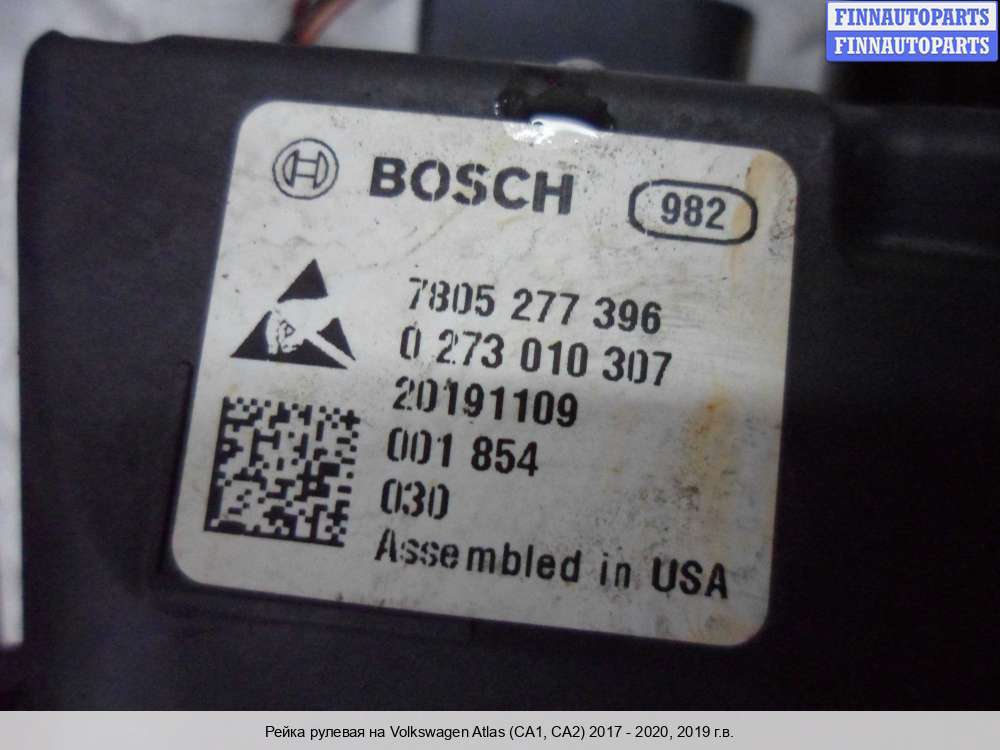 FINNAUTOPARTS
FINNAUTOPARTS
BOSCH 982
7805 277 396
0 273 010 307
20191109
001 854
030
Assembled in USA
Рейка рулевая на Volkswagen Atlas (CA1, CA2) 2017 - 2020, 2019 г.в.